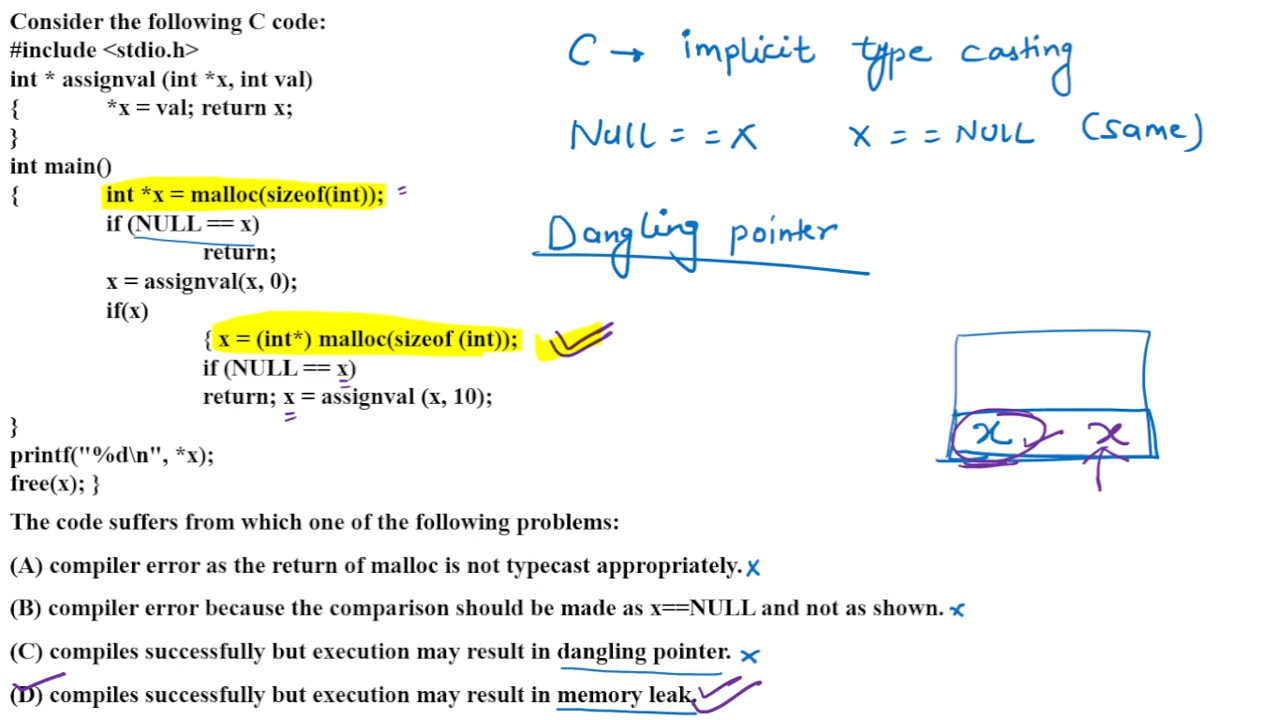 Consider the following C code:
#include <stdio.h>
int * assignval (int *x, int val)
{ *x = val; return x;
}
int main()
{ int *x = malloc(sizeof(int));
if (NULL == x)
return;
x = assignval(x, 0);
if(x)
{ x = (int*) malloc(sizeof (int));
if (NULL == x)
return; x = assignval (x, 10);
}
printf("%d\n", *x);
free(x); }
C → implicit type casting
Null == x x == NULL (same)
Dangling pointer
x x
The code suffers from which one of the following problems:
(A) compiler error as the return of malloc is not typecast appropriately. x
(B) compiler error because the comparison should be made as x==NULL and not as shown. x
(C) compiles successfully but execution may result in dangling pointer. x
(D) compiles successfully but execution may result in memory leak.